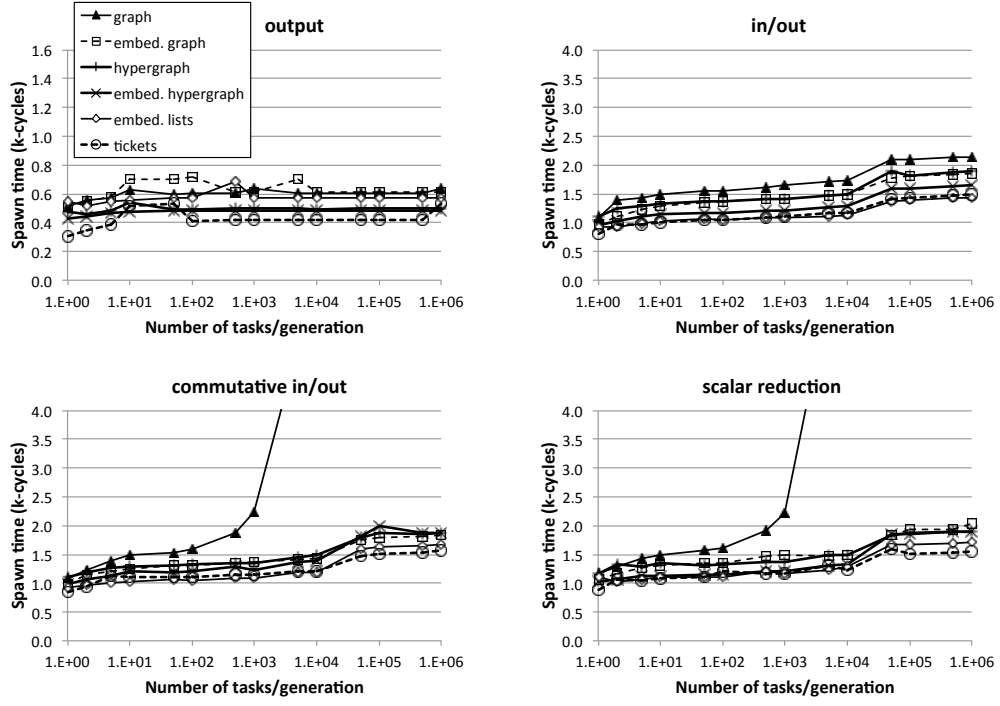 output
graph
embed. graph
hypergraph
embed. hypergraph
embed. lists
tickets
Spawn time (k-cycles)
1.6
1.4
1.2
1.0
0.8
0.6
0.4
0.2
0.0
1.E+00 1.E+01 1.E+02 1.E+03 1.E+04 1.E+05 1.E+06
Number of tasks/generation
in/out
Spawn time (k-cycles)
4.0
3.5
3.0
2.5
2.0
1.5
1.0
0.5
0.0
1.E+00 1.E+01 1.E+02 1.E+03 1.E+04 1.E+05 1.E+06
Number of tasks/generation
commutative in/out
Spawn time (k-cycles)
4.0
3.5
3.0
2.5
2.0
1.5
1.0
0.5
0.0
1.E+00 1.E+01 1.E+02 1.E+03 1.E+04 1.E+05 1.E+06
Number of tasks/generation
scalar reduction
Spawn time (k-cycles)
4.0
3.5
3.0
2.5
2.0
1.5
1.0
0.5
0.0
1.E+00 1.E+01 1.E+02 1.E+03 1.E+04 1.E+05 1.E+06
Number of tasks/generation